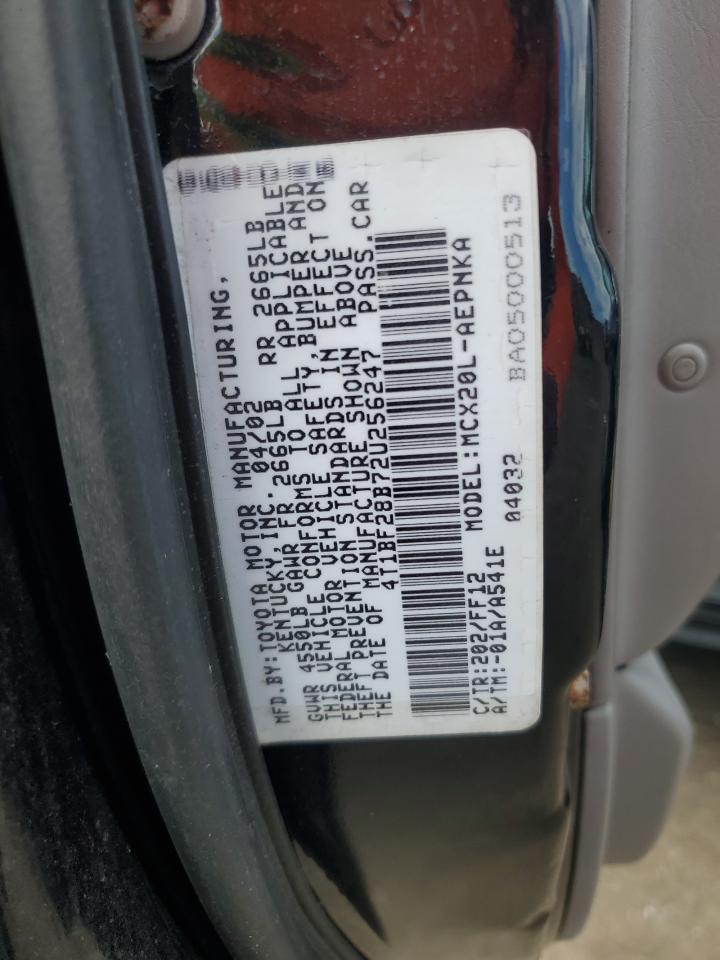 MFD.BY:TOYOTA MOTOR MANUFACTURING,
KENTUCKY,INC. 04/02
GVWR 4550LB GAWR FR 2665LB RR 2665LB
THIS VEHICLE CONFORMS TO ALL APPLICABLE
FEDERAL MOTOR VEHICLE SAFETY,BUMPER AND
THEFT PREVENTION STANDARDS IN EFFECT ON
THE DATE OF MANUFACTURE SHOWN ABOVE
4T1BF28B72U256247 PASS.CAR
MODEL:MCX20L-AEPNKA
C/TR:202/FF12
A/TM:-01A/A541E 04032 BA05000513